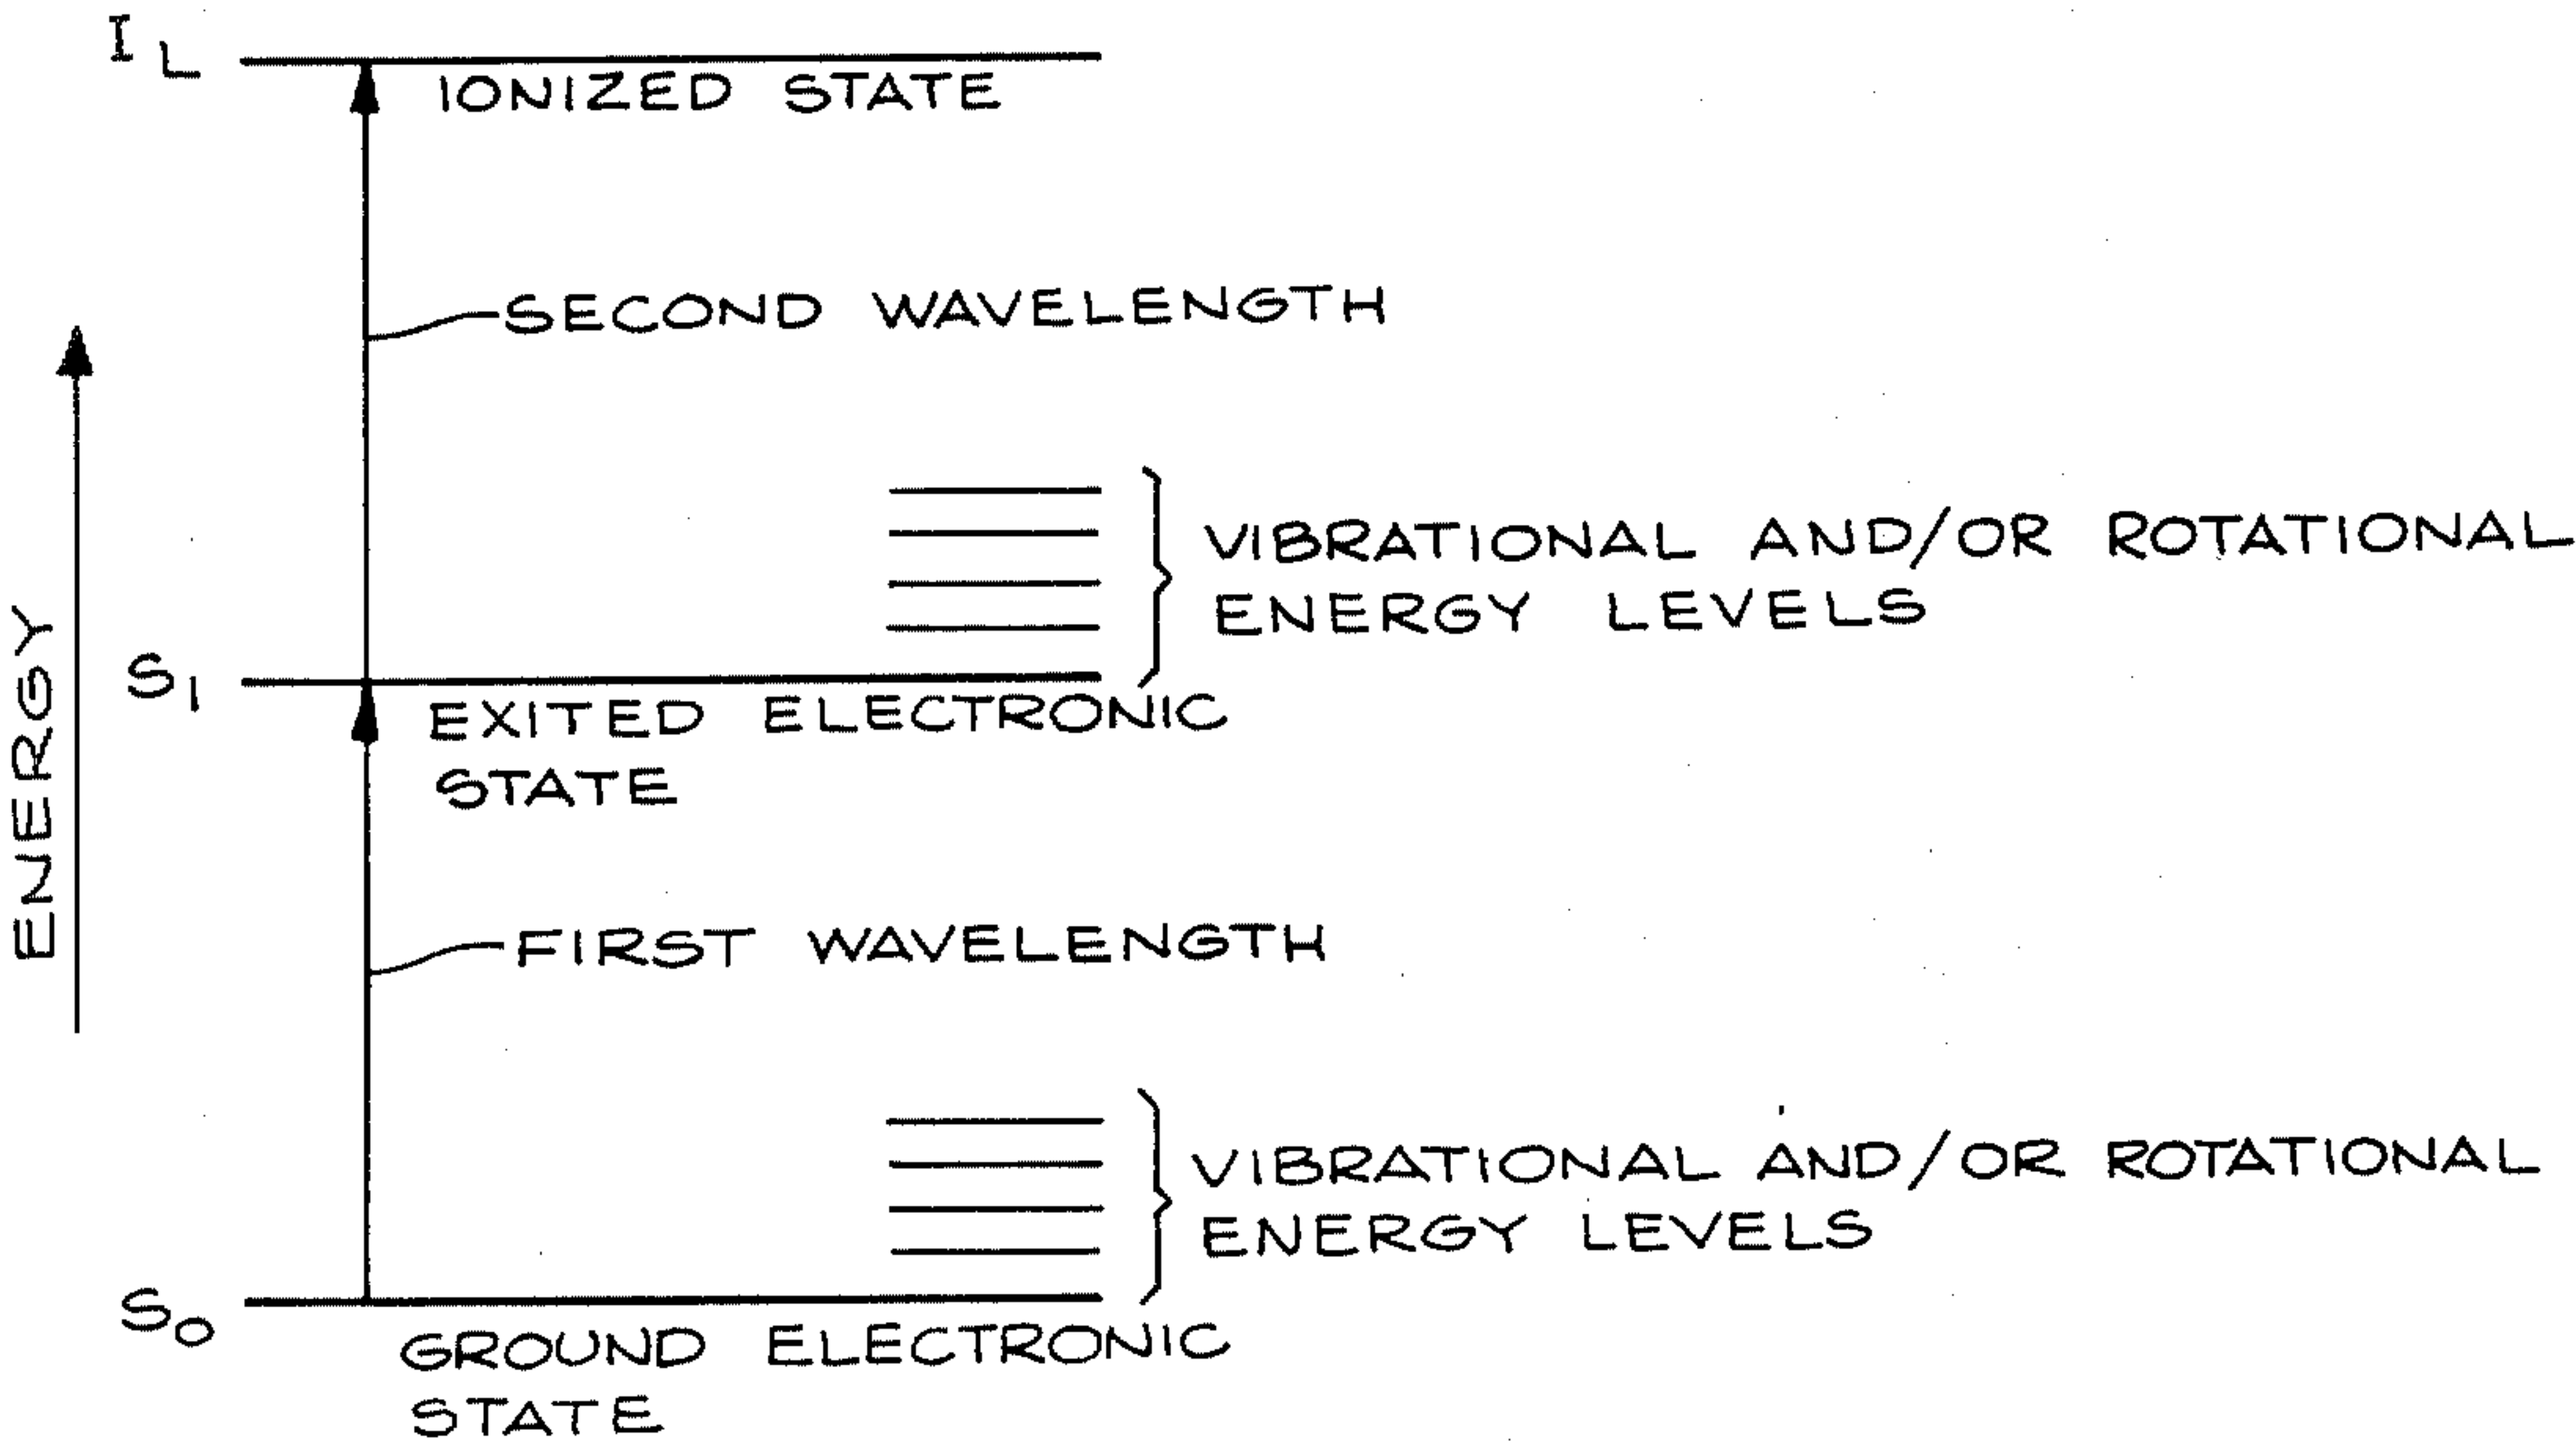 I L
IONIZED STATE
SECOND WAVELENGTH
VIBRATIONAL AND/OR ROTATIONAL
ENERGY LEVELS
ENERGY
S1
EXITED ELECTRONIC
STATE
FIRST WAVELENGTH
VIBRATIONAL AND/OR ROTATIONAL
ENERGY LEVELS
S0
GROUND ELECTRONIC
STATE